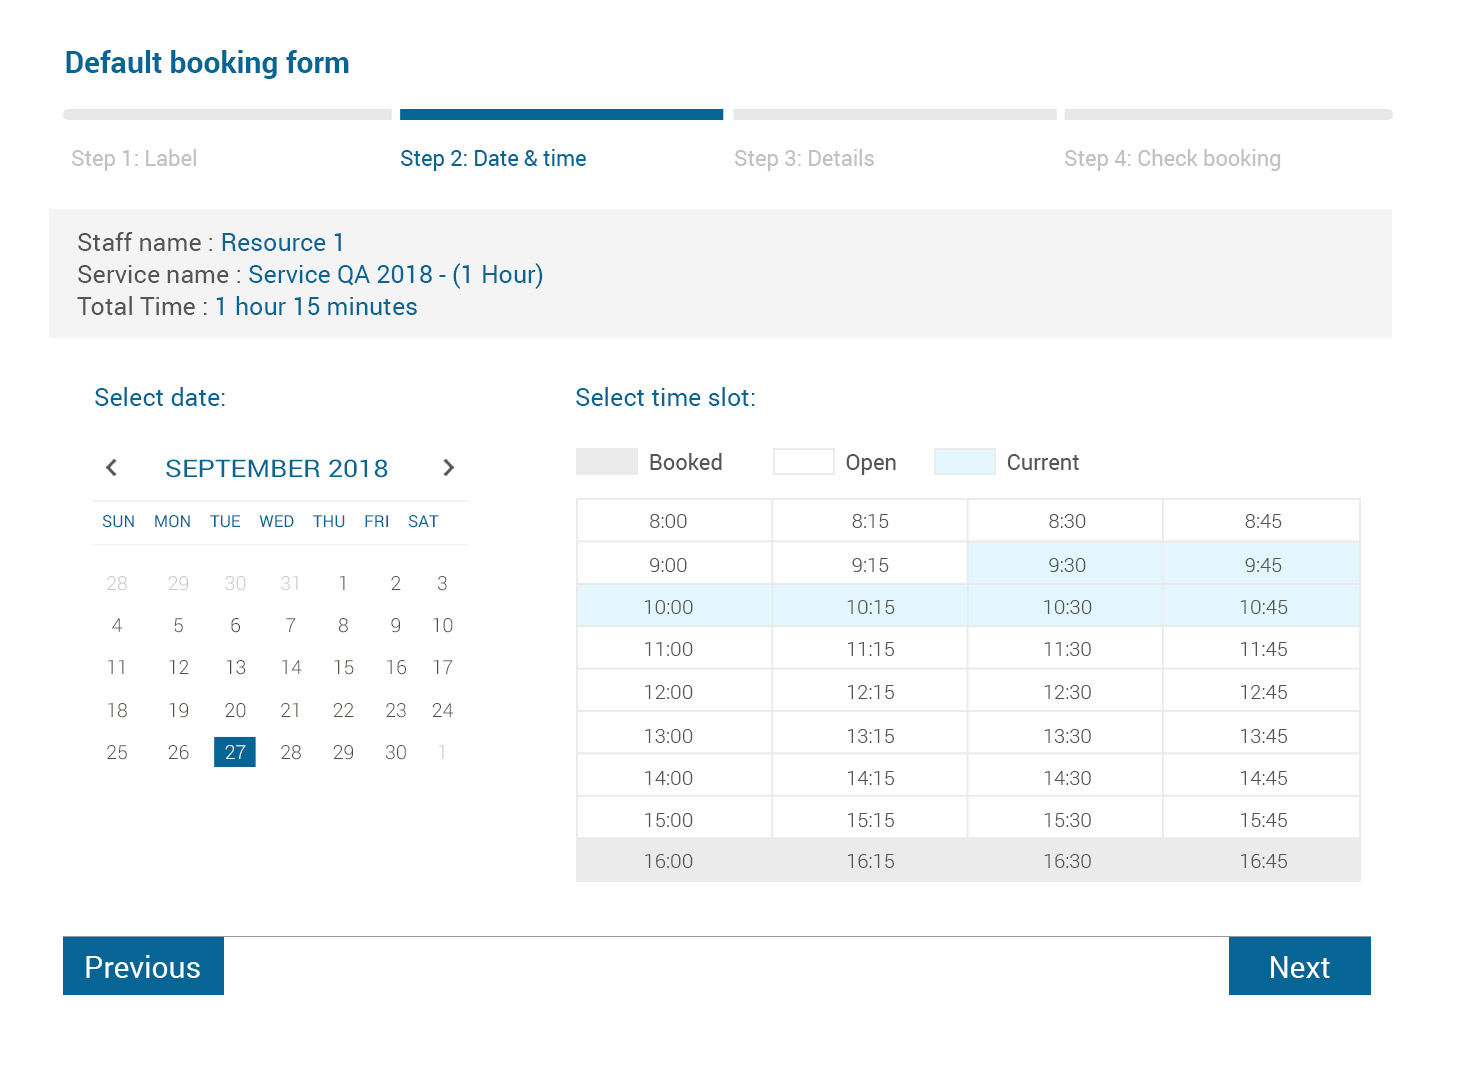 Default booking form
Step 1: Label Step 2: Date & time Step 3: Details Step 4: Check booking
Staff name : Resource 1
Service name : Service QA 2018 - (1 Hour)
Total Time : 1 hour 15 minutes
Select date:
SEPTEMBER 2018
SUN MON TUE WED THU FRI SAT
28 29 30 31 1 2 3
4 5 6 7 8 9 10
11 12 13 14 15 16 17
18 19 20 21 22 23 24
25 26 27 28 29 30 1
Select time slot:
Booked Open Current
8:00 8:15 8:30 8:45
9:00 9:15 9:30 9:45
10:00 10:15 10:30 10:45
11:00 11:15 11:30 11:45
12:00 12:15 12:30 12:45
13:00 13:15 13:30 13:45
14:00 14:15 14:30 14:45
15:00 15:15 15:30 15:45
16:00 16:15 16:30 16:45
Previous Next